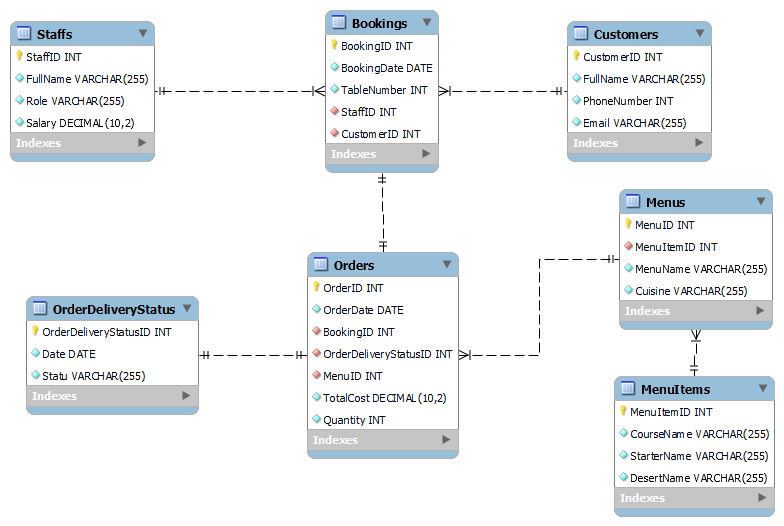 Staffs
StaffID INT
FullName VARCHAR(255)
Role VARCHAR(255)
Salary DECIMAL(10,2)
Indexes
Bookings
BookingID INT
BookingDate DATE
TableNumber INT
StaffID INT
CustomerID INT
Indexes
Customers
CustomerID INT
FullName VARCHAR(255)
PhoneNumber INT
Email VARCHAR(255)
Indexes
Menus
MenuID INT
MenuItemID INT
MenuName VARCHAR(255)
Cuisine VARCHAR(255)
Indexes
Orders
OrderID INT
OrderDate DATE
BookingID INT
OrderDeliveryStatusID INT
MenuID INT
TotalCost DECIMAL(10,2)
Quantity INT
Indexes
OrderDeliveryStatus
OrderDeliveryStatusID INT
Date DATE
Statu VARCHAR(255)
Indexes
MenuItems
MenuItemID INT
CourseName VARCHAR(255)
StarterName VARCHAR(255)
DesertName VARCHAR(255)
Indexes